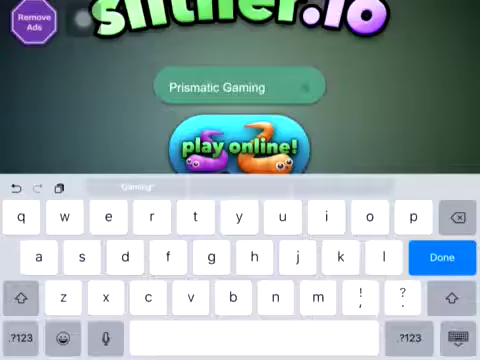 slither.io
Remove
Ads
Prismatic Gaming
play online!
"Gaming"
q w e r t y u i o p
a s d f g h j k l Done
z x c v b n m ! , ? .
.?123 .?123